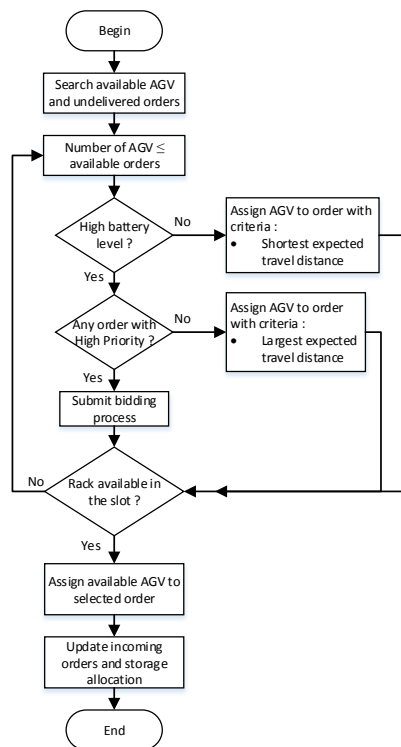 Begin
Search available AGV
and undelivered orders
Number of AGV ≤
available orders
High battery
level ?
No
Assign AGV to order with
criteria :
• Shortest expected
travel distance
Yes
Any order with
High Priority ?
No
Assign AGV to order
with criteria :
• Largest expected
travel distance
Yes
Submit bidding
process
Rack available in
the slot ?
No
Yes
Assign available AGV to
selected order
Update incoming
orders and storage
allocation
End